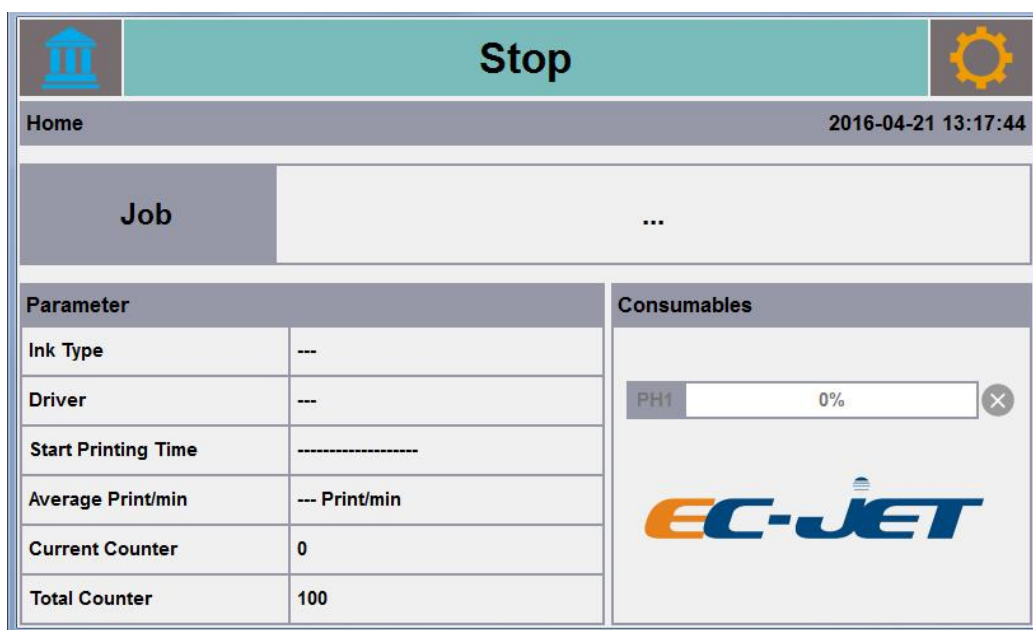 Stop
Home 2016-04-21 13:17:44
Job ...
Parameter
Ink Type ---
Driver ---
Start Printing Time -------------------
Average Print/min --- Print/min
Current Counter 0
Total Counter 100
Consumables
PH1 0%
EC-JET